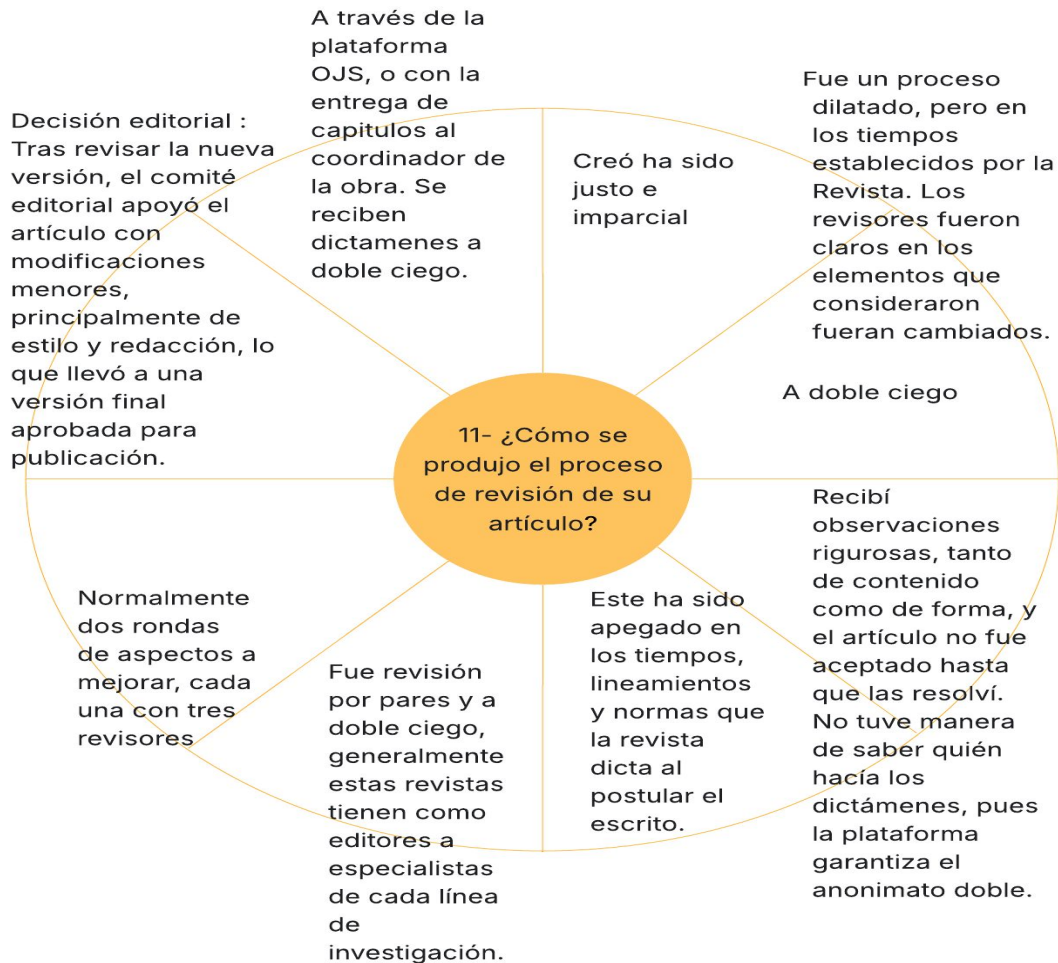 A través de la
plataforma
OJS, o con la
entrega de
capitulos al
coordinador de
la obra. Se
reciben
dictamenes a
doble ciego.
Creó ha sido
justo e
imparcial
Fue un proceso
dilatado, pero en
los tiempos
establecidos por la
Revista. Los
revisores fueron
claros en los
elementos que
consideraron
fueran cambiados.
A doble ciego
Decisión editorial :
Tras revisar la nueva
versión, el comité
editorial apoyó el
artículo con
modificaciones
menores,
principalmente de
estilo y redacción, lo
que llevó a una
versión final
aprobada para
publicación.
11- ¿Cómo se
produjo el proceso
de revisión de su
artículo?
Recibí
observaciones
rigurosas, tanto
de contenido
como de forma, y
el artículo no fue
aceptado hasta
que las resolví.
No tuve manera
de saber quién
hacía los
dictámenes, pues
la plataforma
garantiza el
anonimato doble.
Este ha sido
apegado en
los tiempos,
lineamientos
y normas que
la revista
dicta al
postular el
escrito.
Fue revisión
por pares y a
doble ciego,
generalmente
estas revistas
tienen como
editores a
especialistas
de cada línea
de
investigación.
Normalmente
dos rondas
de aspectos a
mejorar, cada
una con tres
revisores